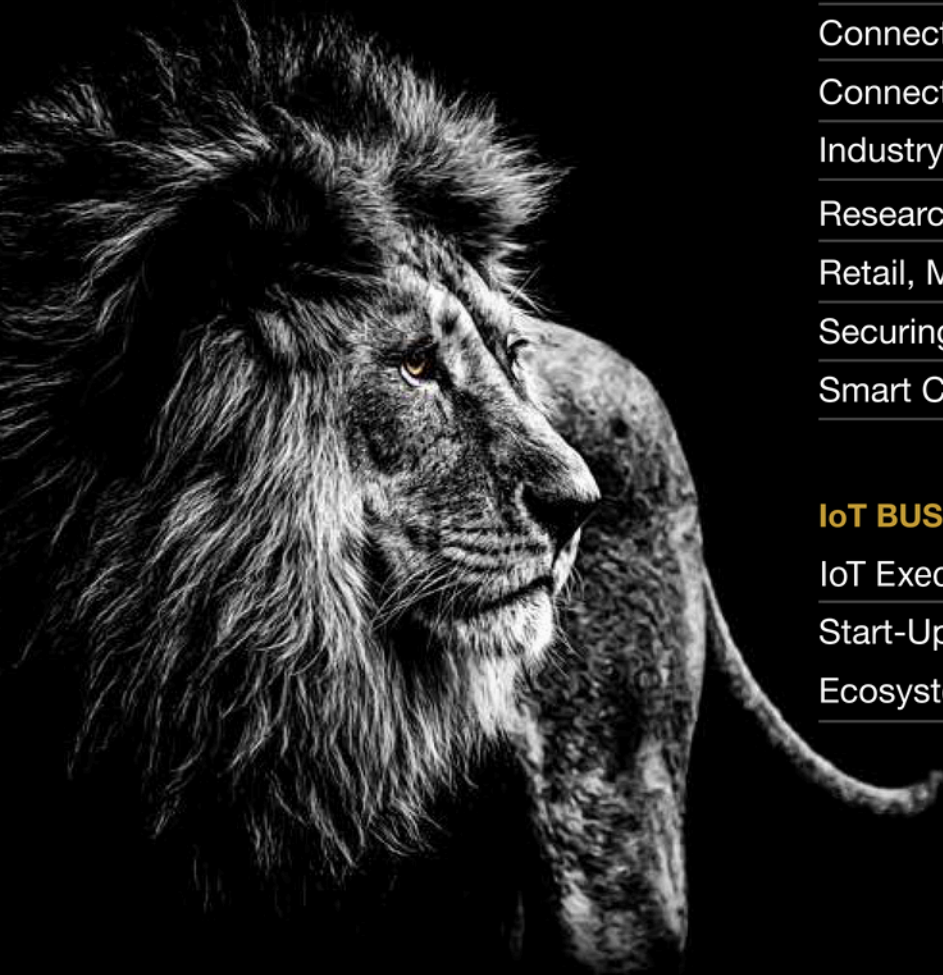 Connect
Connect
Industry
Researc
Retail, M
Securing
Smart C
IoT BUS
IoT Exec
Start-Up
Ecosyst